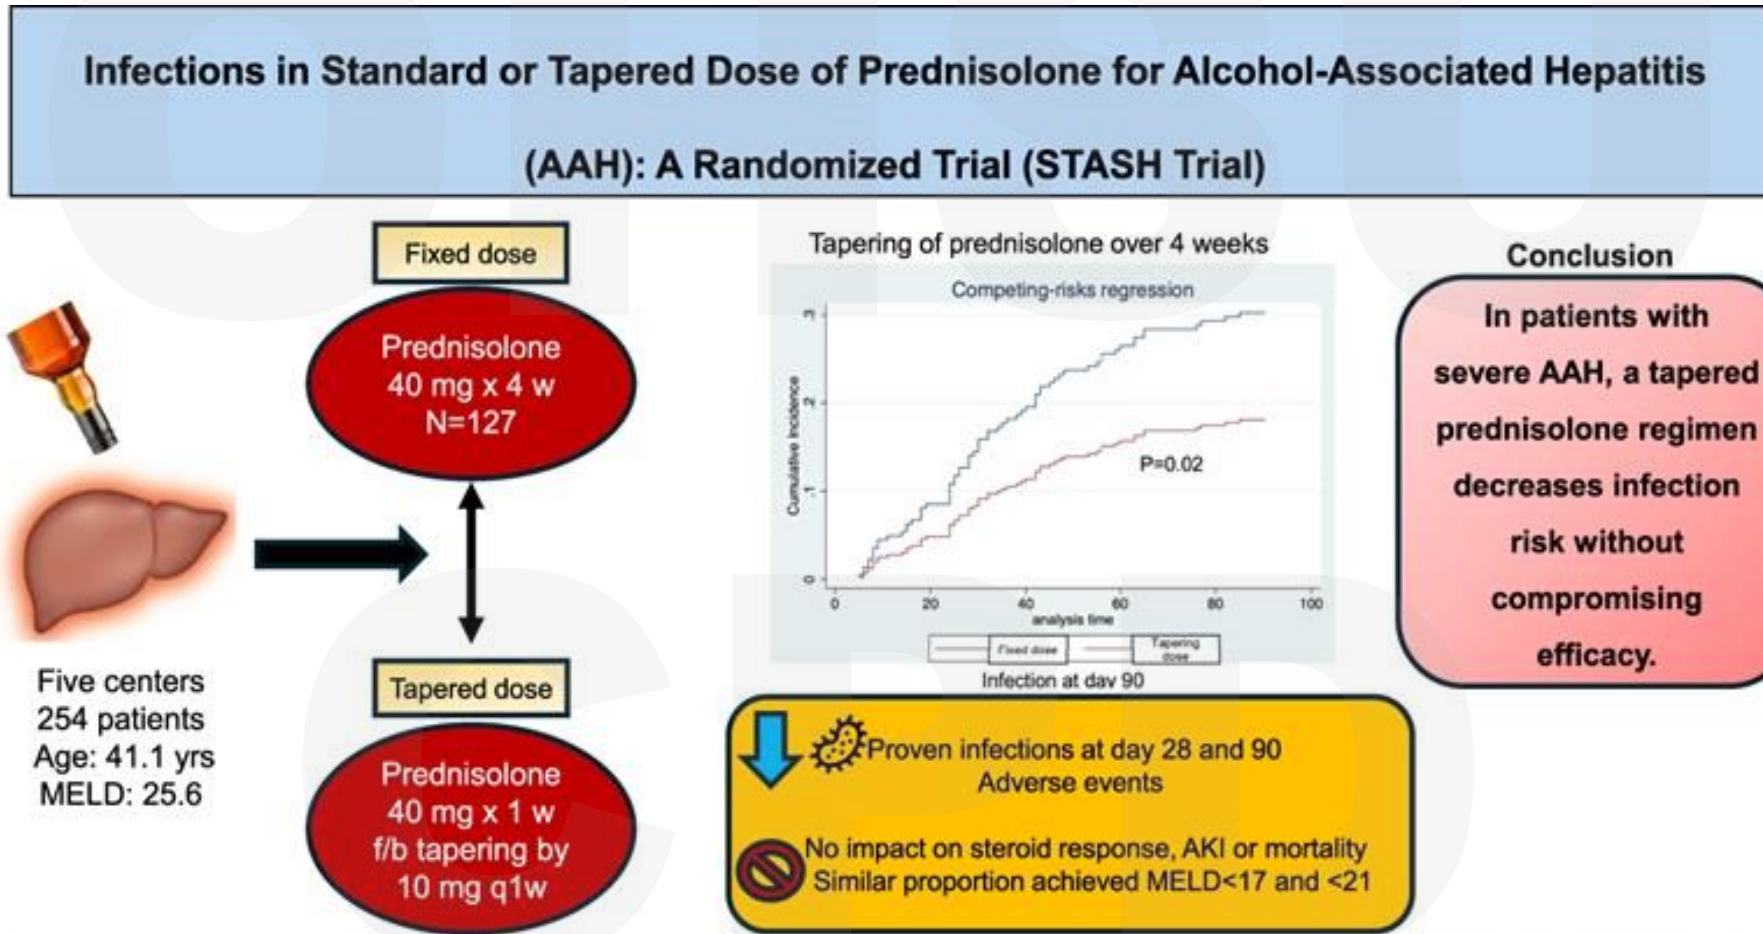 Infections in Standard or Tapered Dose of Prednisolone for Alcohol-Associated Hepatitis
(AAH): A Randomized Trial (STASH Trial)
Five centers
254 patients
Age: 41.1 yrs
MELD: 25.6
Fixed dose
Prednisolone
40 mg x 4 w
N=127
Tapered dose
Prednisolone
40 mg x 1 w
f/b tapering by
10 mg q1w
Tapering of prednisolone over 4 weeks
Competing-risks regression
Cumulative Incidence
.3
.2
.1
0
P=0.02
0 20 40 60 80 100
analysis time
Fixed dose
Tapering
dose
Infection at day 90
Proven infections at day 28 and 90
Adverse events
No impact on steroid response, AKI or mortality
Similar proportion achieved MELD<17 and <21
Conclusion
In patients with
severe AAH, a tapered
prednisolone regimen
decreases infection
risk without
compromising
efficacy.